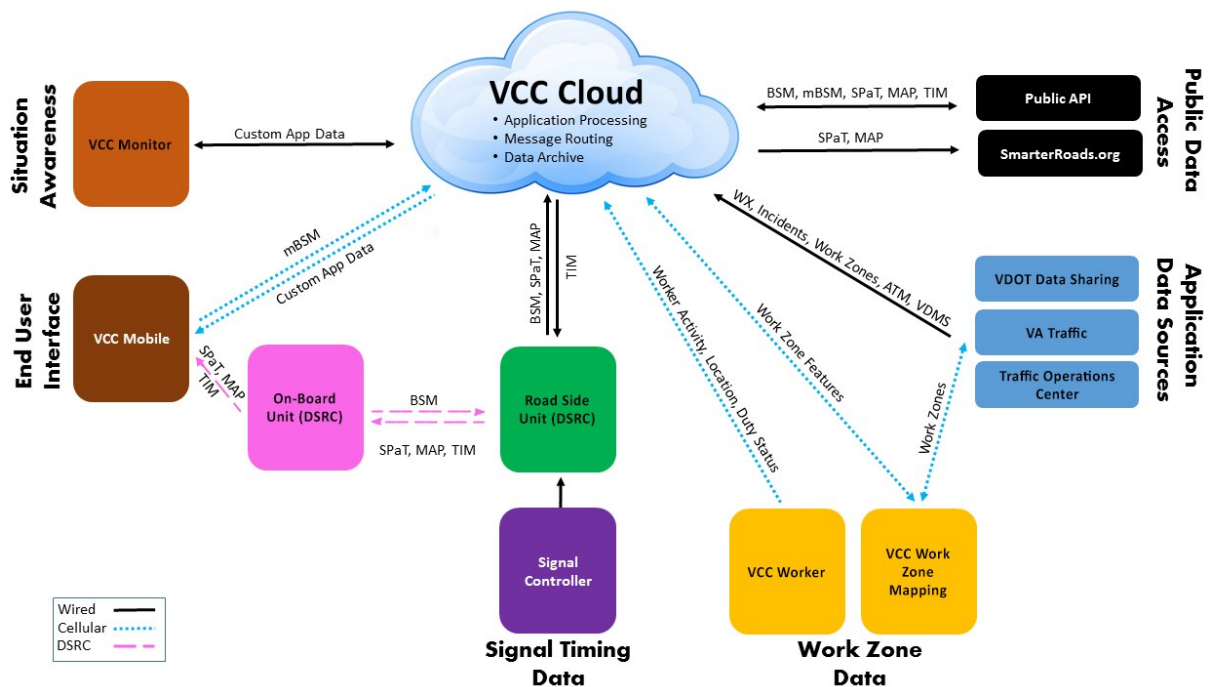 VCC Cloud
• Application Processing
• Message Routing
• Data Archive
Situation
Awareness
VCC Monitor
Custom App Data
BSM, mBSM, SPaT, MAP, TIM
SPaT, MAP
Public API
SmarterRoads.org
Public Data
Access
End User
Interface
VCC Mobile
mBSM
Custom App Data
SPaT, MAP
TIM
On-Board
Unit (DSRC)
BSM
SPaT, MAP, TIM
Road Side
Unit (DSRC)
BSM, SPaT, MAP
TIM
WX, Incidents, Work Zones, ATM, VDMS
Worker Activity, Location, Duty Status
Work Zone Features
Work Zones
VDOT Data Sharing
VA Traffic
Traffic Operations
Center
Application
Data Sources
Signal
Controller
VCC Worker
VCC Work
Zone
Mapping
Signal Timing
Data
Work Zone
Data
Wired
Cellular
DSRC